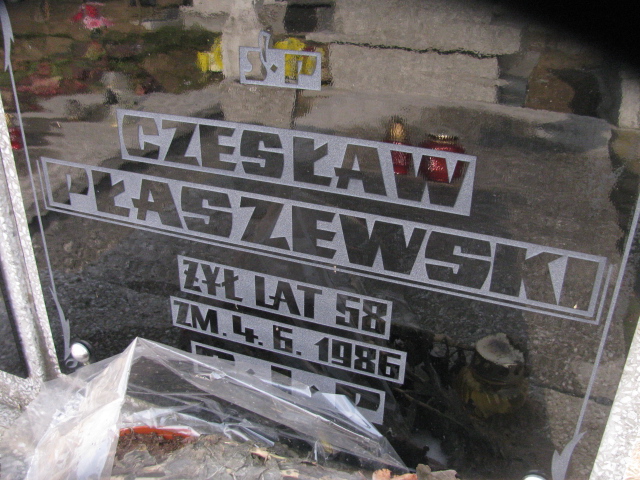 Ś.P
CZESŁAW
PŁASZEWSKI
ŻYŁ LAT 58
ZM. 4. 6. 1986
P.I.P